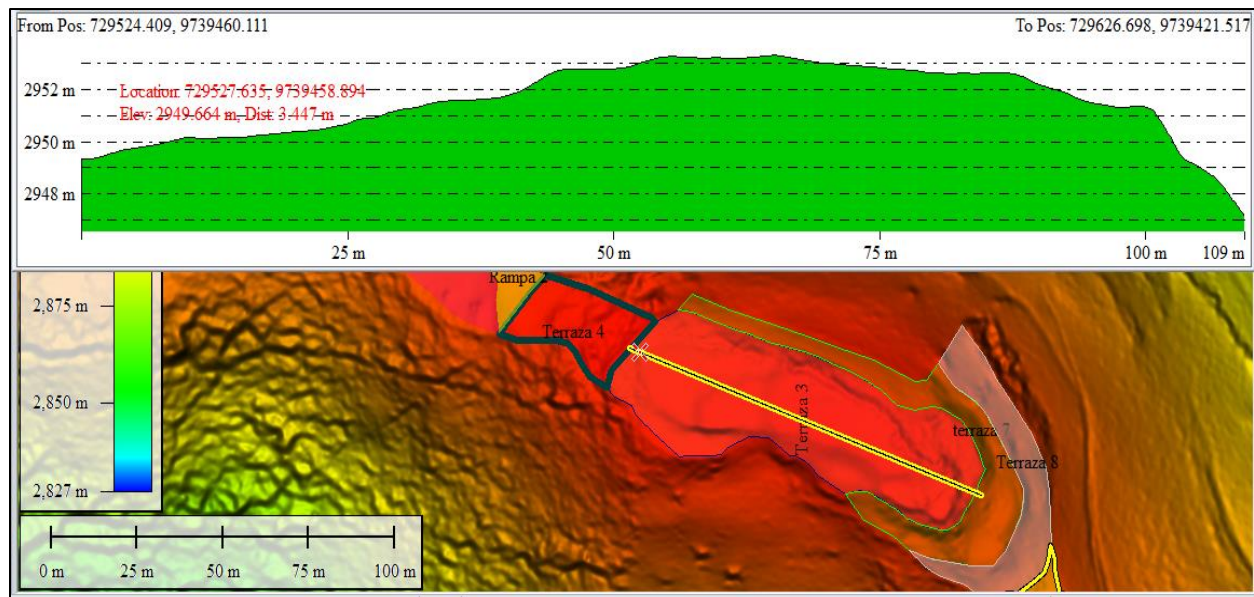 From Pos: 729524.409, 9739460.111
To Pos: 729626.698, 9739421.517
2952 m
Location: 729527.635, 9739458.894
Elev: 2949.664 m, Dist: 3.447 m
2950 m
2948 m
25 m
50 m
75 m
100 m
109 m
Rampa 2
2,875 m
Terraza 4
Terraza 3
2,850 m
terraza 7
Terraza 8
2,827 m
0 m
25 m
50 m
75 m
100 m